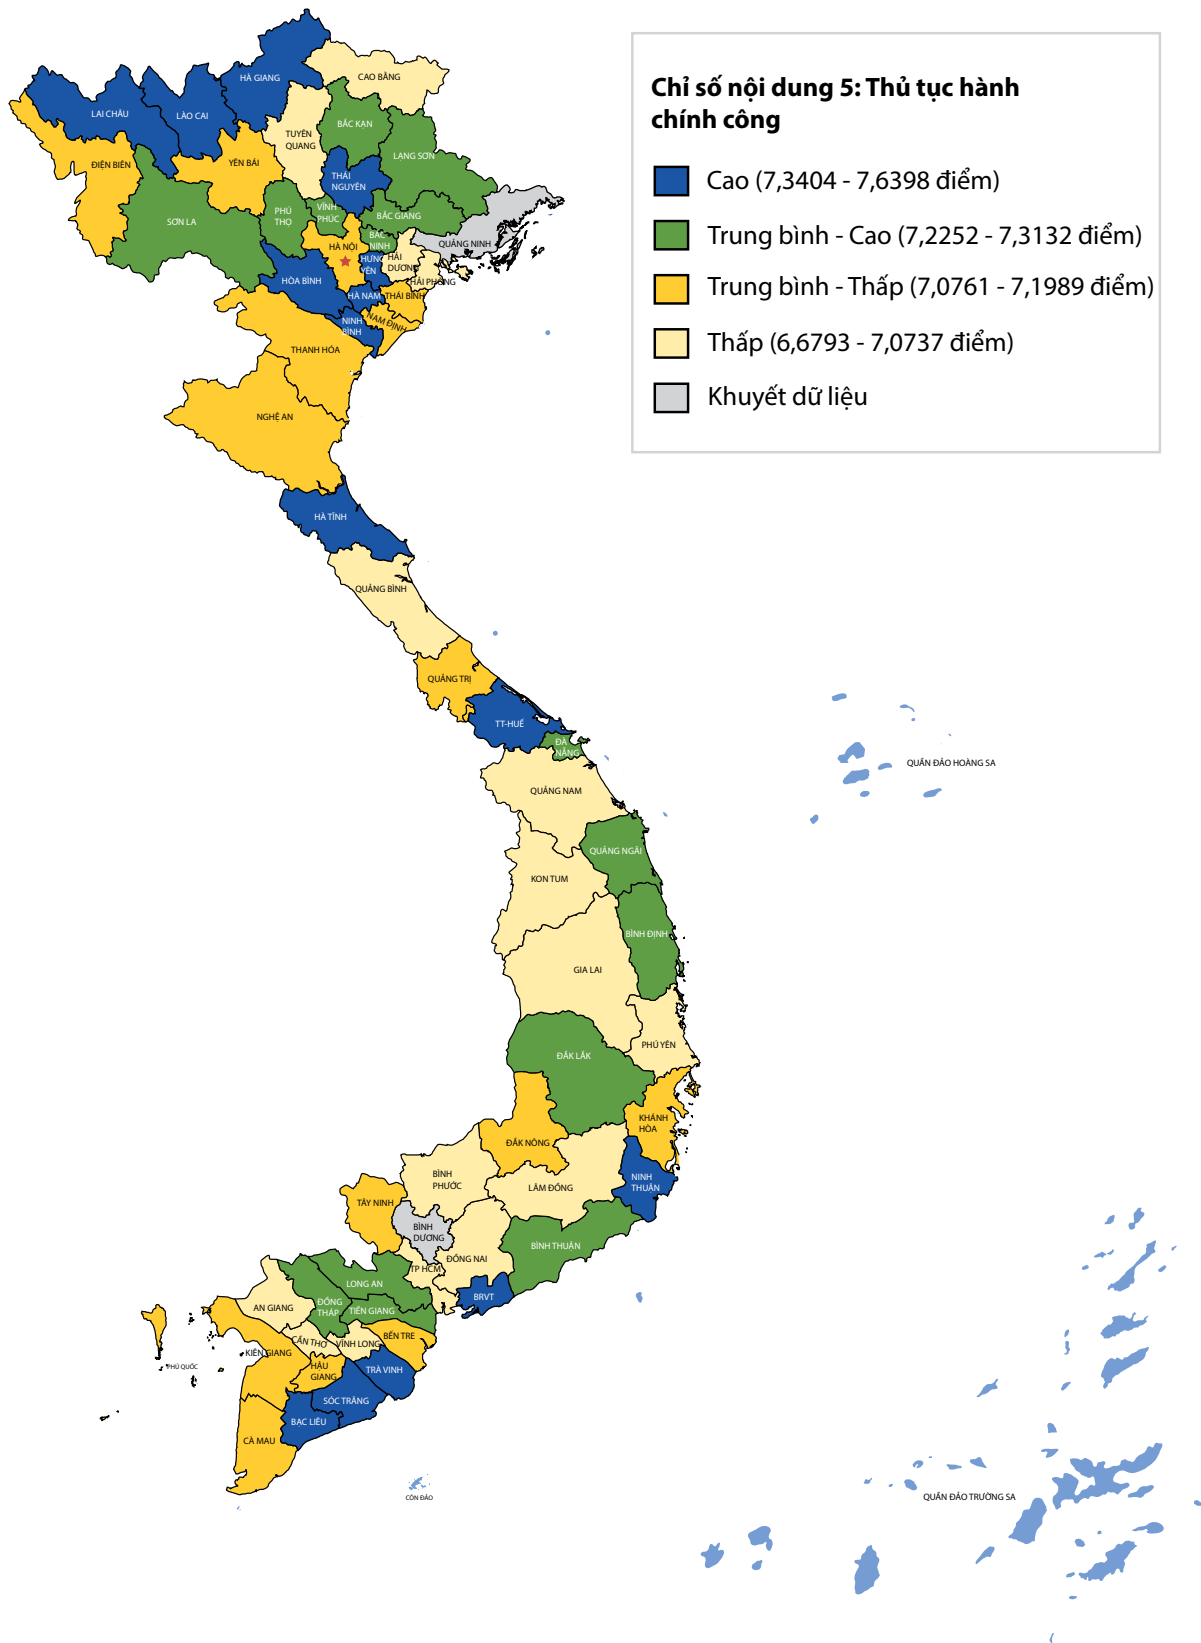 Chỉ số nội dung 5: Thủ tục hành
chính công
Cao (7,3404 - 7,6398 điểm)
Trung bình - Cao (7,2252 - 7,3132 điểm)
Trung bình - Thấp (7,0761 - 7,1989 điểm)
Thấp (6,6793 - 7,0737 điểm)
Khuyết dữ liệu
HÀ GIANG
CAO BẰNG
LAI CHÂU
LÀO CAI
BẮC KẠN
TUYÊN
QUANG
LẠNG SƠN
ĐIỆN BIÊN
YÊN BÁI
THÁI
NGUYÊN
SƠN LA
PHÚ
THỌ
VĨNH
PHÚC
BẮC GIANG
HÀ NỘI
BẮC
NINH
QUẢNG NINH
HƯNG
YÊN
HẢI
DƯƠNG
HẢI PHÒNG
HÒA BÌNH
HÀ NAM
THÁI BÌNH
NINH
BÌNH
NAM ĐỊNH
THANH HÓA
NGHỆ AN
HÀ TĨNH
QUẢNG BÌNH
QUẢNG TRỊ
TT-HUẾ
ĐÀ
NẴNG
QUẦN ĐẢO HOÀNG SA
QUẢNG NAM
QUẢNG NGÃI
KON TUM
BÌNH ĐỊNH
GIA LAI
PHÚ YÊN
ĐẮK LẮK
KHÁNH
HÒA
ĐẮK NÔNG
BÌNH
PHƯỚC
LÂM ĐỒNG
NINH
THUẬN
TÂY NINH
BÌNH
DƯƠNG
BÌNH THUẬN
ĐỒNG NAI
TP HCM
LONG AN
BRVT
AN GIANG
ĐỒNG
THÁP
TIỀN GIANG
BẾN TRE
CẦN THƠ
VĨNH LONG
KIÊN GIANG
PHÚ QUỐC
HẬU
GIANG
TRÀ VINH
SÓC TRĂNG
BẠC LIÊU
CÀ MAU
CÔN ĐẢO
QUẦN ĐẢO TRƯỜNG SA